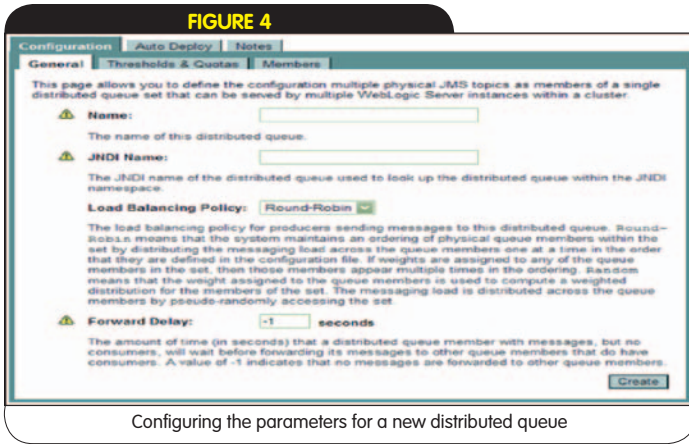 FIGURE 4
Configuration Auto Deploy Notes
General Thresholds & Quotas Members
This page allows you to define the configuration multiple physical JMS topics as members of a single
distributed queue set that can be served by multiple WebLogic Server instances within a cluster.
Name:
The name of this distributed queue.
JNDI Name:
The JNDI name of the distributed queue used to look up the distributed queue within the JNDI
namespace.
Load Balancing Policy: Round-Robin
The load balancing policy for producers sending messages to this distributed queue. Round-
Robin means that the system maintains an ordering of physical queue members within the
set by distributing the messaging load across the queue members one at a time in the order
that they are defined in the configuration file. If weights are assigned to any of the queue
members in the set, then those members appear multiple times in the ordering. Random
means that the weight assigned to the queue members is used to compute a weighted
distribution for the members of the set. The messaging load is distributed across the queue
members by pseudo-randomly accessing the set.
Forward Delay: -1 seconds
The amount of time (in seconds) that a distributed queue member with messages, but no
consumers, will wait before forwarding its messages to other queue members that do have
consumers. A value of -1 indicates that no messages are forwarded to other queue members.
Create
Configuring the parameters for a new distributed queue